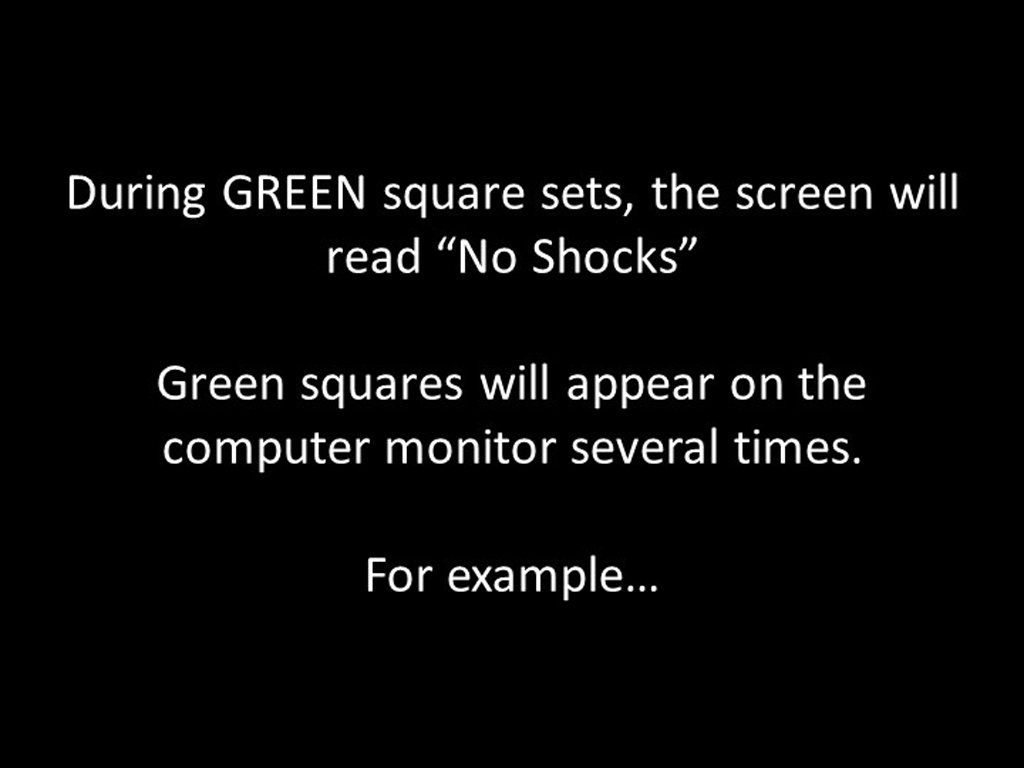 During GREEN square sets, the screen will
read “No Shocks”
Green squares will appear on the
computer monitor several times.
For example…